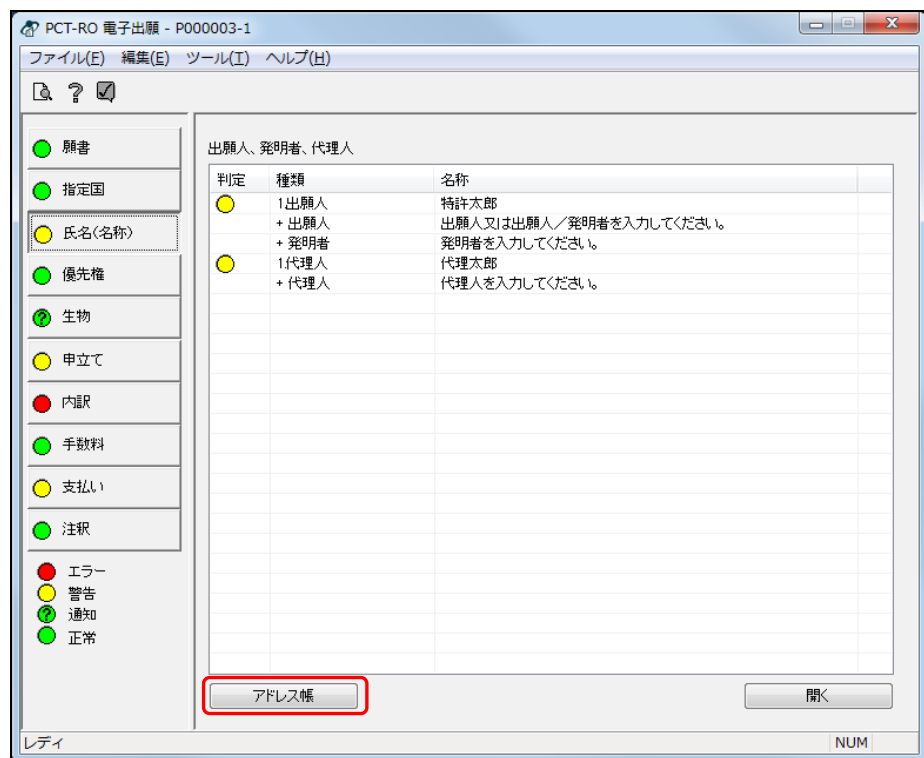 PCT-RO 電子出願 - P000003-1
ファイル(F) 編集(E) ツール(T) ヘルプ(H)
願書
指定国
氏名(名称)
優先権
生物
申立て
内訳
手数料
支払い
注釈
エラー
警告
通知
正常
出願人、発明者、代理人
判定 種類 名称
1.出願人 特許太郎
+ 出願人 出願人又は出願人／発明者を入力してください。
+ 発明者 発明者を入力してください。
1.代理人 代理太郎
+ 代理人 代理人を入力してください。
アドレス帳 開く
レディ NUM